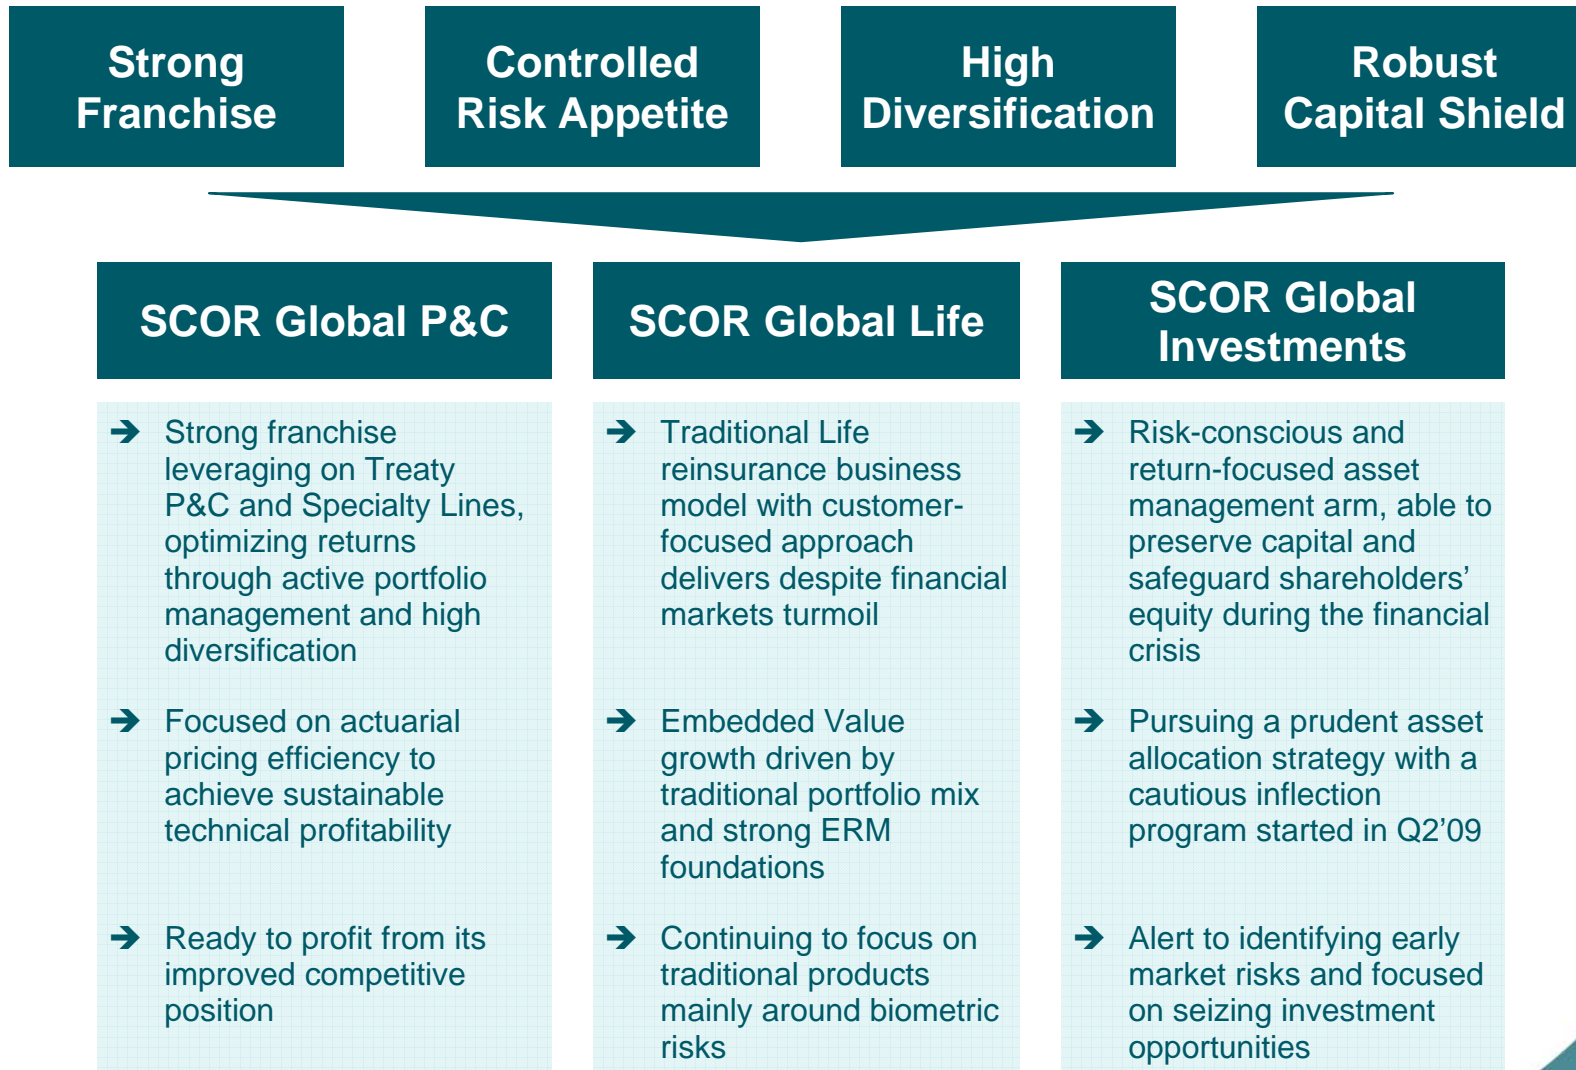 Strong
Franchise
Controlled
Risk Appetite
High
Diversification
Robust
Capital Shield
SCOR Global P&C
➔ Strong franchise
leveraging on Treaty
P&C and Specialty Lines,
optimizing returns
through active portfolio
management and high
diversification
➔ Focused on actuarial
pricing efficiency to
achieve sustainable
technical profitability
➔ Ready to profit from its
improved competitive
position
SCOR Global Life
➔ Traditional Life
reinsurance business
model with customer-
focused approach
delivers despite financial
markets turmoil
➔ Embedded Value
growth driven by
traditional portfolio mix
and strong ERM
foundations
➔ Continuing to focus on
traditional products
mainly around biometric
risks
SCOR Global
Investments
➔ Risk-conscious and
return-focused asset
management arm, able to
preserve capital and
safeguard shareholders’
equity during the financial
crisis
➔ Pursuing a prudent asset
allocation strategy with a
cautious inflection
program started in Q2’09
➔ Alert to identifying early
market risks and focused
on seizing investment
opportunities